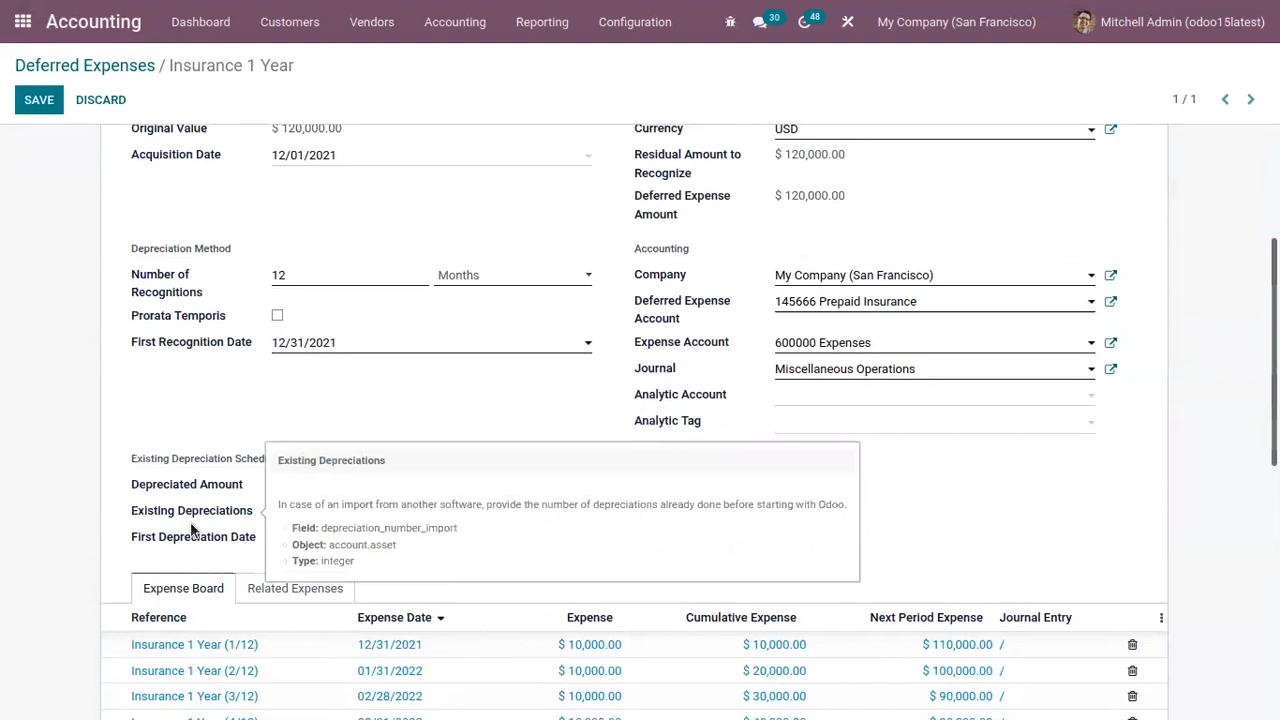 Accounting Dashboard Customers Vendors Accounting Reporting Configuration 30 48 My Company (San Francisco) Mitchell Admin (odoo15latest)
Deferred Expenses / Insurance 1 Year
SAVE DISCARD 1 / 1
Original Value $ 120,000.00 Currency USD
Acquisition Date 12/01/2021 Residual Amount to
Recognize $ 120,000.00
Deferred Expense
Amount $ 120,000.00
Depreciation Method Accounting
Number of
Recognitions 12 Months Company My Company (San Francisco)
Deferred Expense
Account 145666 Prepaid Insurance
Prorata Temporis
First Recognition Date 12/31/2021 Expense Account 600000 Expenses
Journal Miscellaneous Operations
Analytic Account
Analytic Tag
Existing Depreciation Sched
Existing Depreciations
Depreciated Amount
In case of an import from another software, provide the number of depreciations already done before starting with Odoo.
Existing Depreciations
Field: depreciation_number_import
First Depreciation Date
Object: account.asset
Type: integer
Expense Board Related Expenses
Reference Expense Date Expense Cumulative Expense Next Period Expense Journal Entry
Insurance 1 Year (1/12) 12/31/2021 $ 10,000.00 $ 10,000.00 $ 110,000.00 /
Insurance 1 Year (2/12) 01/31/2022 $ 10,000.00 $ 20,000.00 $ 100,000.00 /
Insurance 1 Year (3/12) 02/28/2022 $ 10,000.00 $ 30,000.00 $ 90,000.00 /